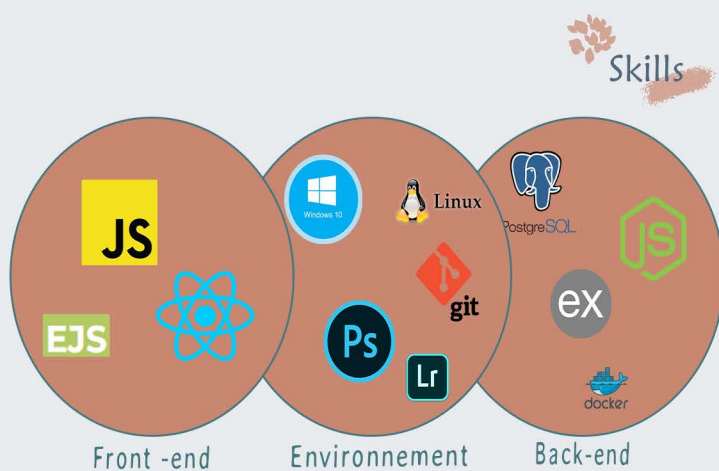 Skills
JS
EJS
Windows 10
Linux
git
Ps
Lr
PostgreSQL
JS
ex
docker
Front -end
Environnement
Back-end